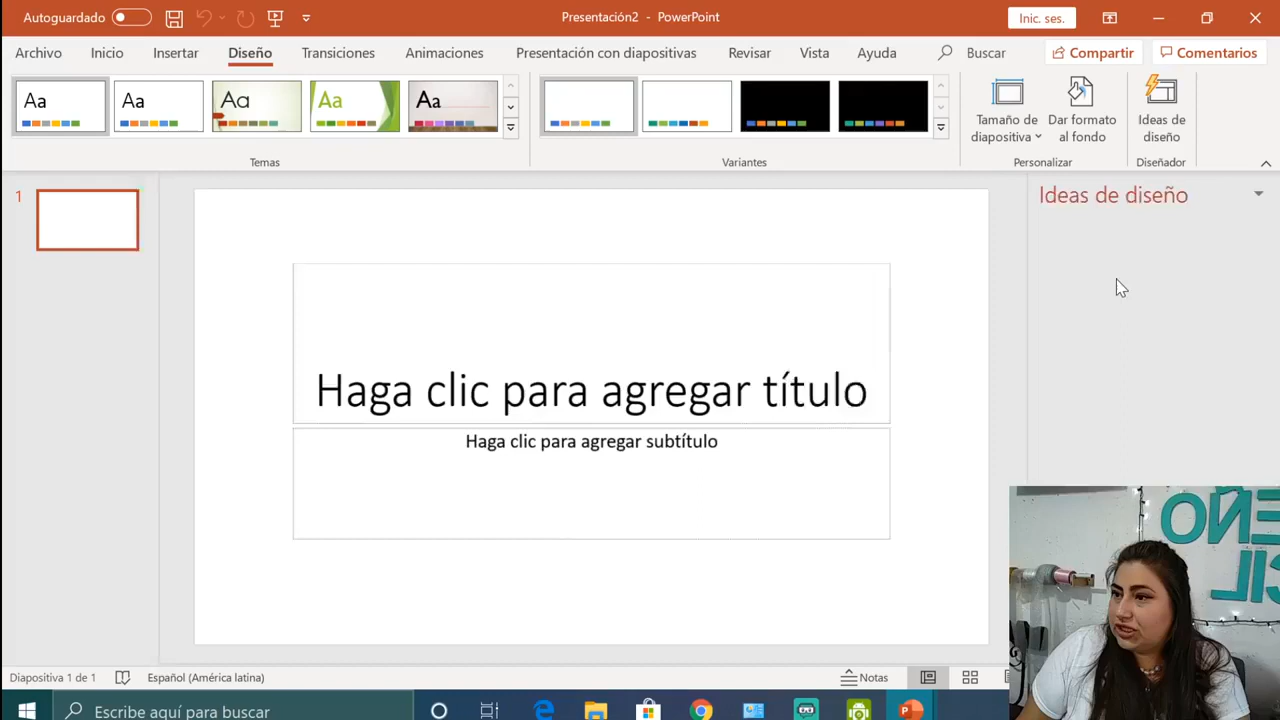 Autoguardado
Presentación2 - PowerPoint
Inic. ses.
Archivo Inicio Insertar Diseño Transiciones Animaciones Presentación con diapositivas Revisar Vista Ayuda Buscar Compartir Comentarios
Aa Aa Aa Aa Aa
Tamaño de diapositiva
Dar formato al fondo
Ideas de diseño
Temas Variantes Personalizar Diseñador
1
Ideas de diseño
Haga clic para agregar título
Haga clic para agregar subtítulo
EÑO
CIL
Diapositiva 1 de 1 Español (América latina) Notas
Escribe aquí para buscar